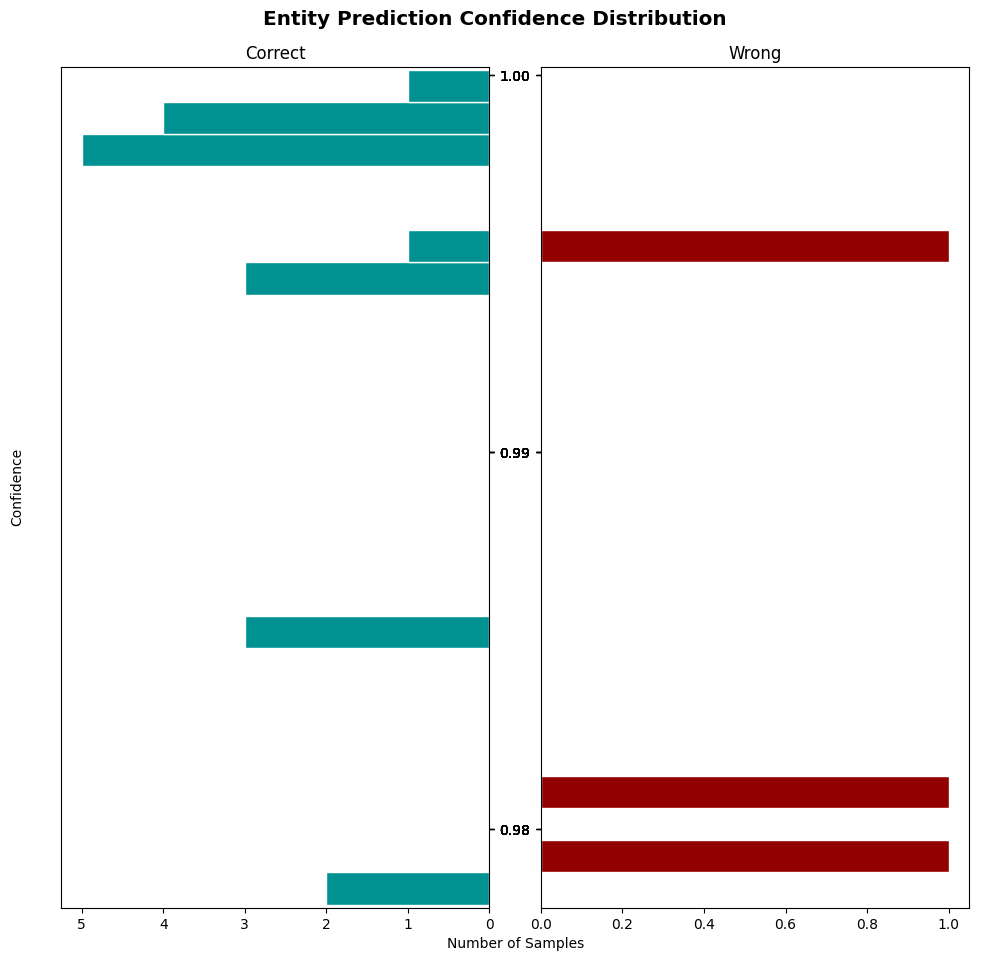 Entity Prediction Confidence Distribution
Correct
Wrong
1.00
0.99
0.98
Confidence
5 4 3 2 1 0
0.0 0.2 0.4 0.6 0.8 1.0
Number of Samples